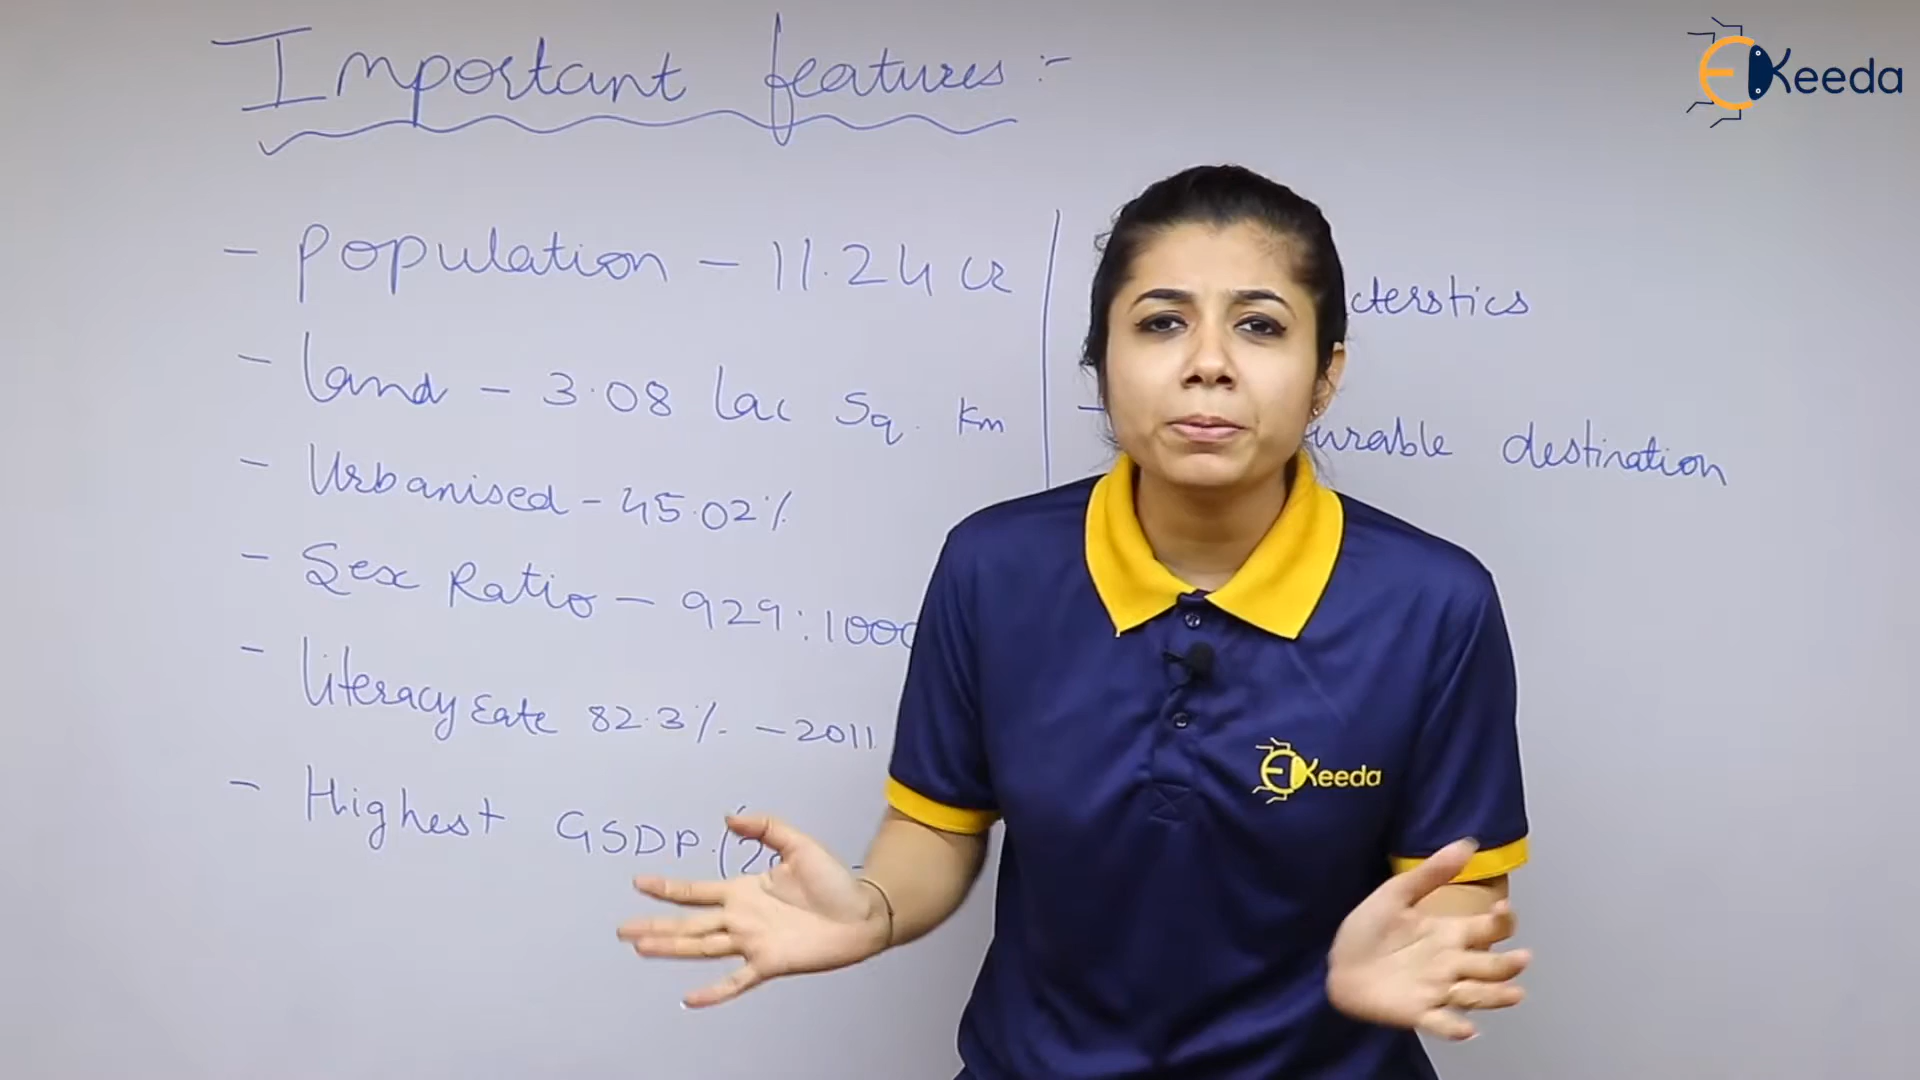 Important features :-
EKeeda
- Population - 11.24 cr
- Land - 3.08 lac Sq. Km
- Urbanised - 45.02%
- Sex Ratio - 929:1000
- Literacy Rate 82.3% - 2011
- Highest GSDP (20
cterstics
- urable destination
EKeeda